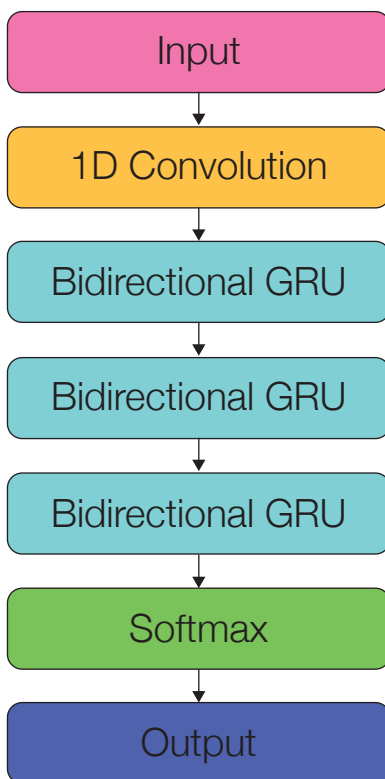 Input
1D Convolution
Bidirectional GRU
Bidirectional GRU
Bidirectional GRU
Softmax
Output